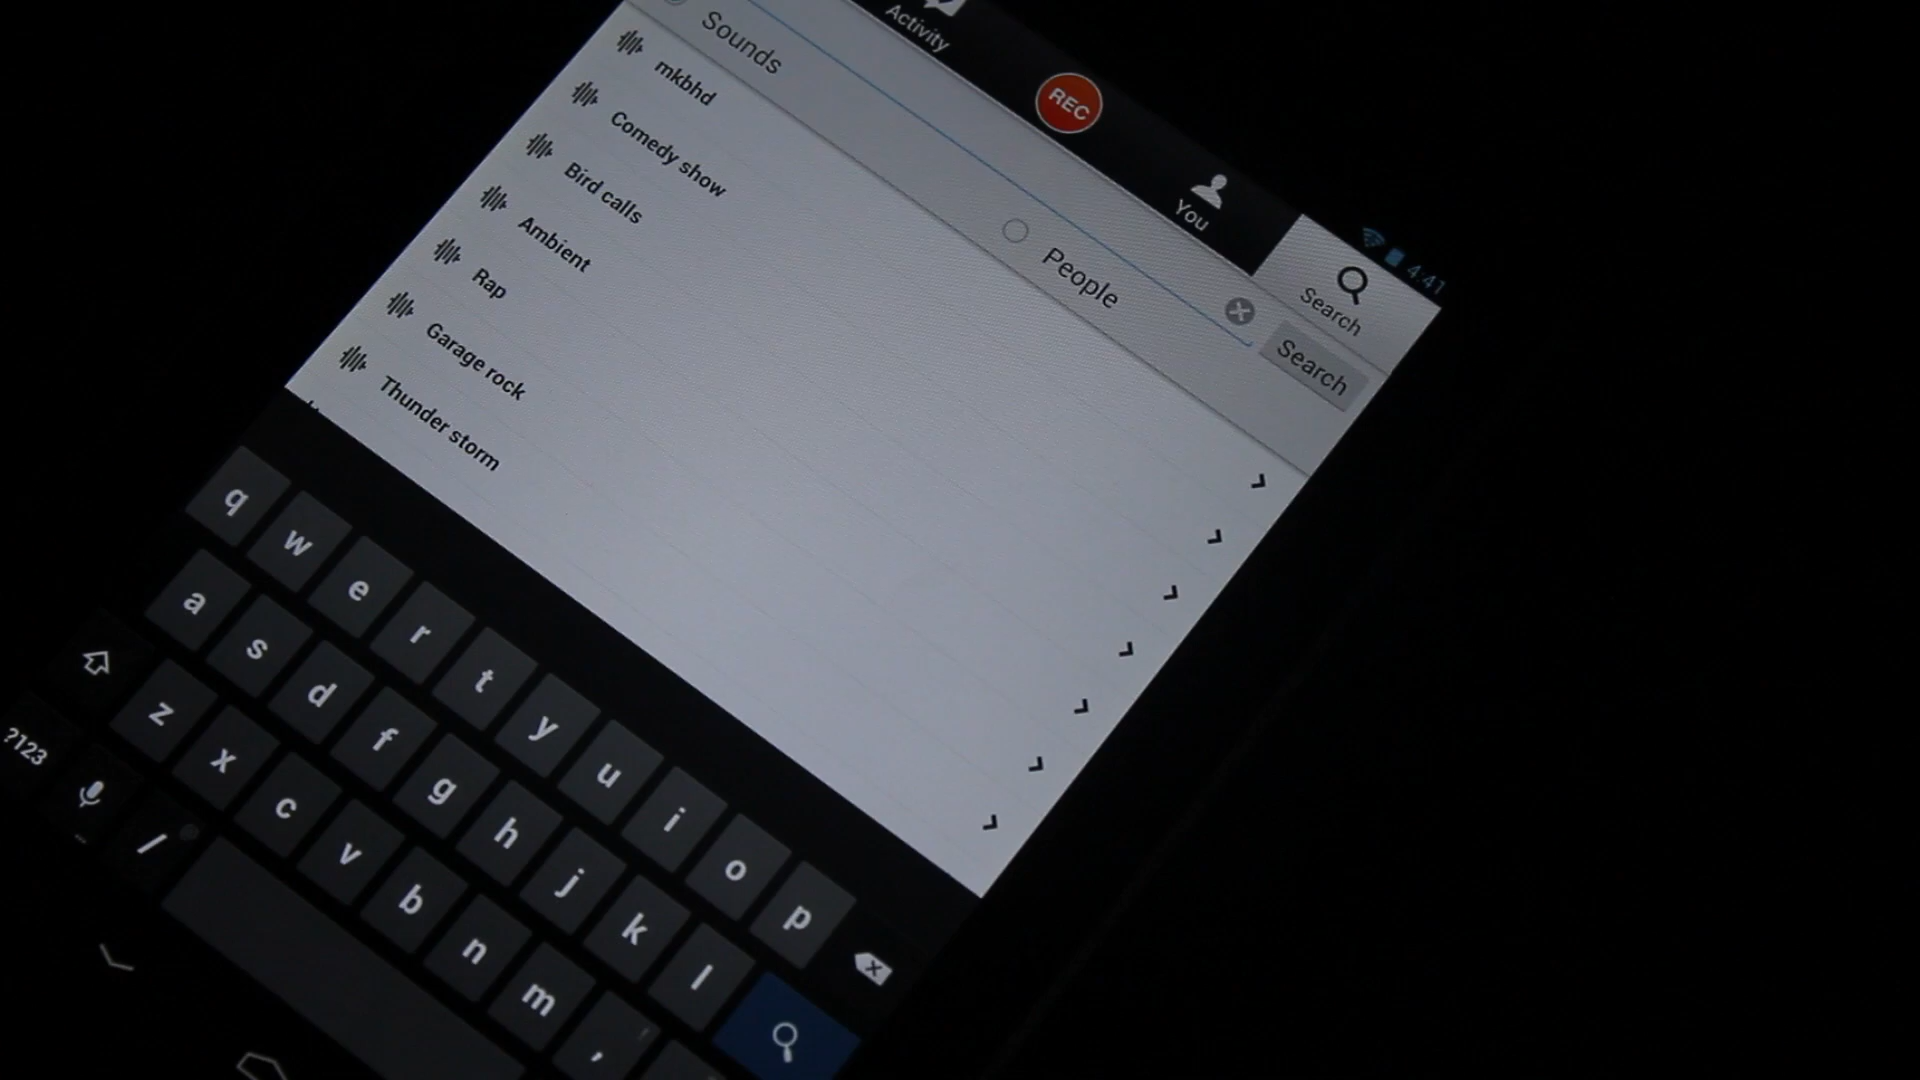 4:41
Activity
REC
You
Search
Search
Sounds
People
mkbhd
Comedy show
Bird calls
Ambient
Rap
Garage rock
Thunder storm
q w e r t y u i o p
a s d f g h j k l
z x c v b n m ,
?123 /